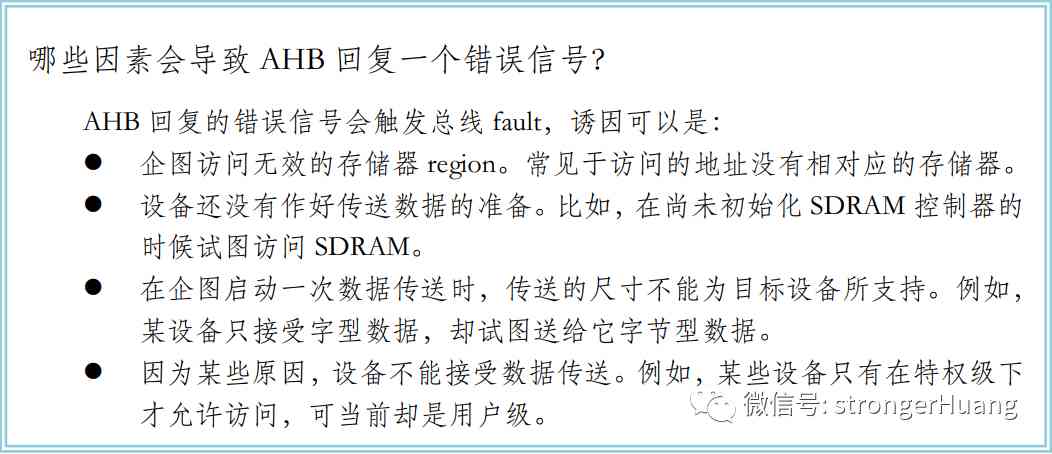 哪些因素会导致 AHB 回复一个错误信号?
AHB 回复的错误信号会触发总线 fault，诱因可以是：
● 企图访问无效的存储器 region。常见于访问的地址没有相对应的存储器。
● 设备还没有作好传送数据的准备。比如，在尚未初始化 SDRAM 控制器的
时候试图访问 SDRAM。
● 在企图启动一次数据传送时，传送的尺寸不能为目标设备所支持。例如，
某设备只接受字型数据，却试图送给它字节型数据。
● 因为某些原因，设备不能接受数据传送。例如，某些设备只有在特权级下
才允许访问，可当前却是用户级。
微信号: strongerHuang